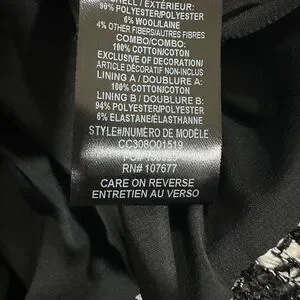 SHELL / EXTÉRIEUR:
90% POLYESTER/POLYESTER
6% WOOL/LAINE
4% OTHER FIBERS/AUTRES FIBRES
COMBO/COMBO:
100% COTTON/COTON
EXCLUSIVE OF DECORATION/
ARTICLE DÉCORATIF NON-INCLUS
LINING A / DOUBLURE A:
100% COTTON/COTON
LINING B / DOUBLURE B:
94% POLYESTER/POLYESTER
6% ELASTANE/ÉLASTHANNE
STYLE#/NUMÉRO DE MODÈLE
CC308O01519
RN# 107677
CARE ON REVERSE
ENTRETIEN AU VERSO